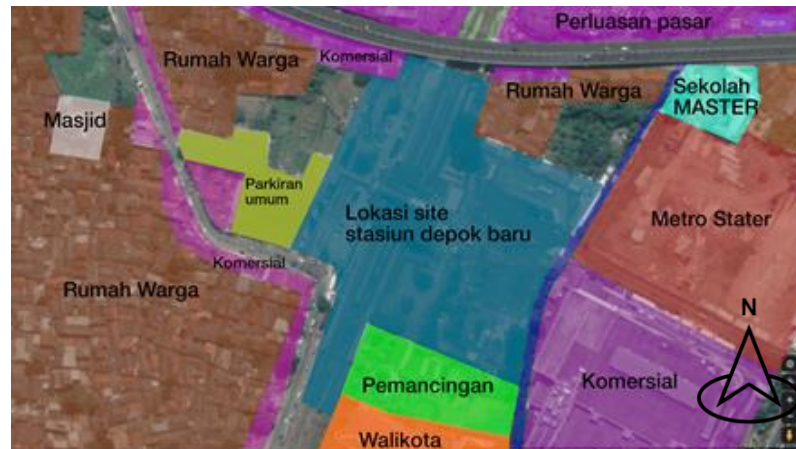 Perluasan pasar
Rumah Warga
Komersial
Sekolah
MASTER
Rumah Warga
Masjid
Parkiran
umum
Lokasi site
stasiun depok baru
Metro Stater
Komersial
Rumah Warga
N
Pemancingan
Komersial
Walikota